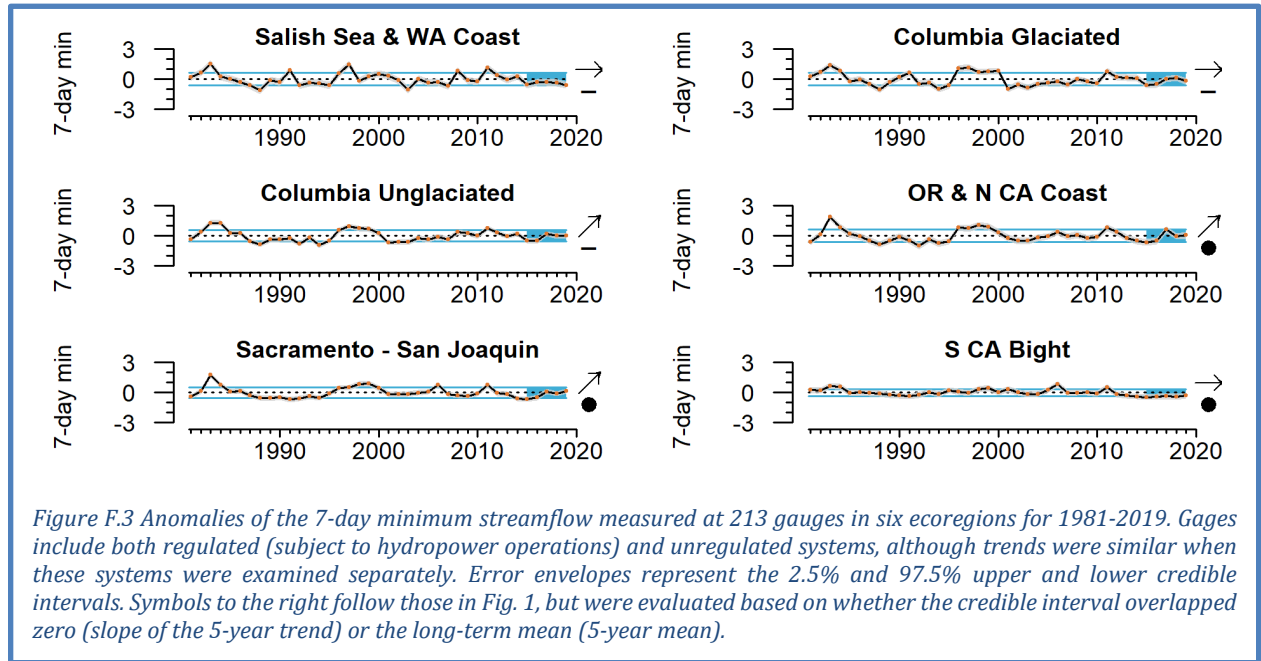 Salish Sea & WA Coast
7-day min
3
0
-3
1990
2000
2010
2020
Columbia Glaciated
7-day min
3
0
-3
1990
2000
2010
2020
Columbia Unglaciated
7-day min
3
0
-3
1990
2000
2010
2020
OR & N CA Coast
7-day min
3
0
-3
1990
2000
2010
2020
Sacramento - San Joaquin
7-day min
3
0
-3
1990
2000
2010
2020
S CA Bight
7-day min
3
0
-3
1990
2000
2010
2020
Figure F.3 Anomalies of the 7-day minimum streamflow measured at 213 gauges in six ecoregions for 1981-2019. Gages
include both regulated (subject to hydropower operations) and unregulated systems, although trends were similar when
these systems were examined separately. Error envelopes represent the 2.5% and 97.5% upper and lower credible
intervals. Symbols to the right follow those in Fig. 1, but were evaluated based on whether the credible interval overlapped
zero (slope of the 5-year trend) or the long-term mean (5-year mean).